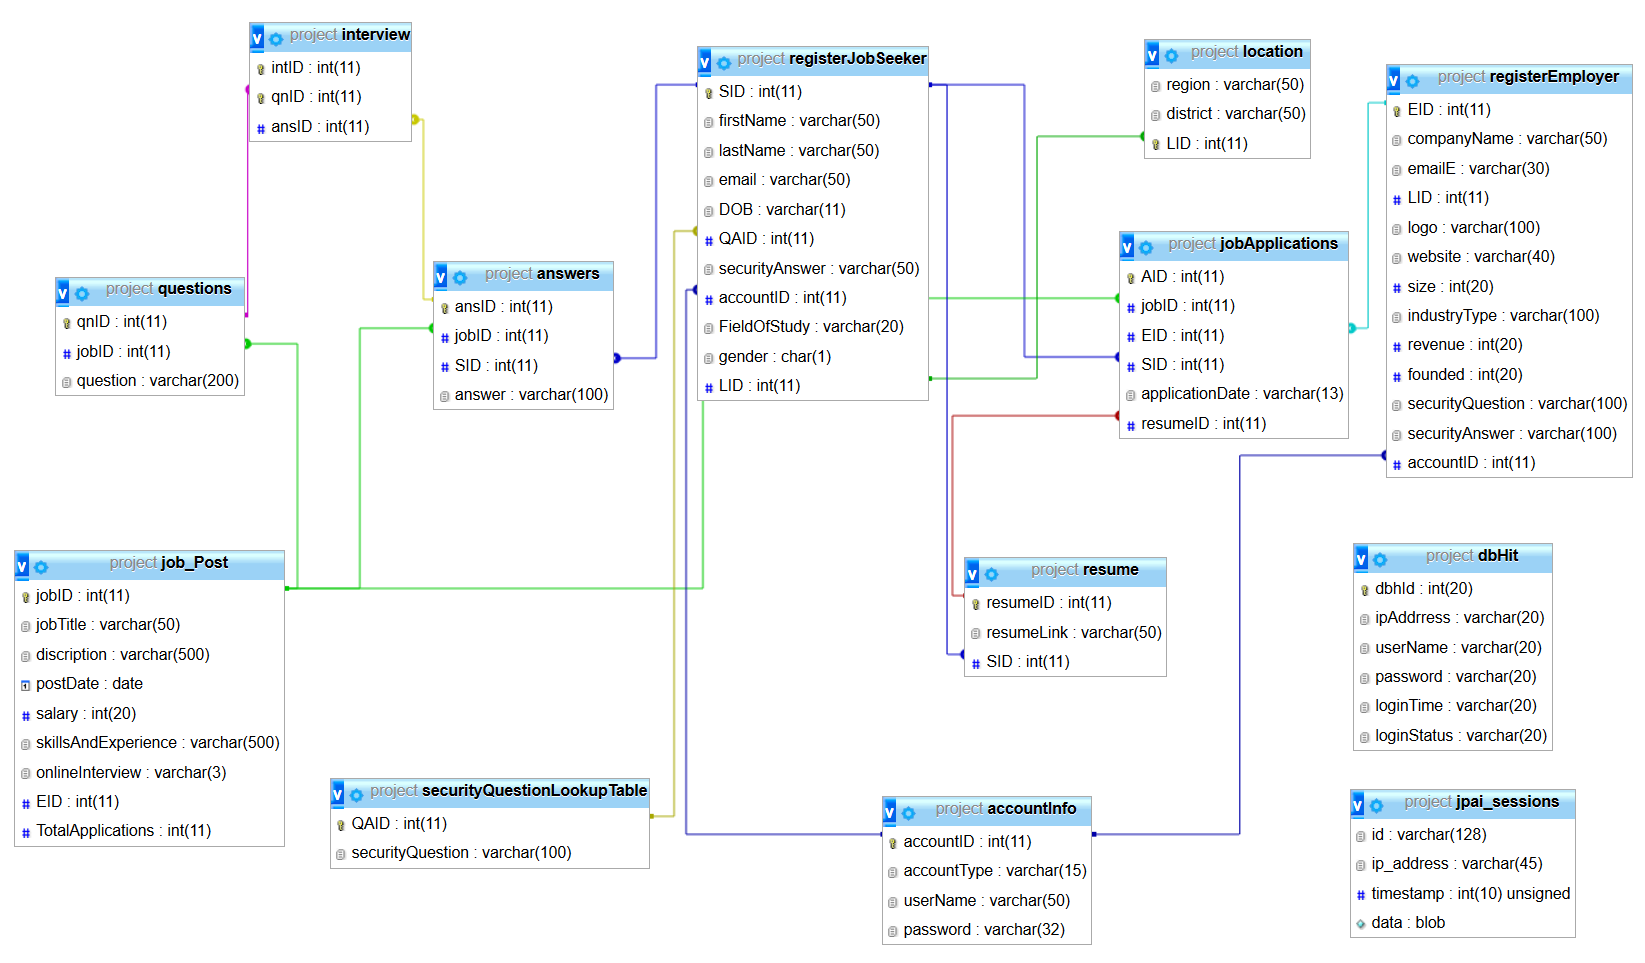 project interview
intID : int(11)
qnID : int(11)
ansID : int(11)
project registerJobSeeker
SID : int(11)
firstName : varchar(50)
lastName : varchar(50)
email : varchar(50)
DOB : varchar(11)
QAID : int(11)
securityAnswer : varchar(50)
accountID : int(11)
FieldOfStudy : varchar(20)
gender : char(1)
LID : int(11)
project location
region : varchar(50)
district : varchar(50)
LID : int(11)
project registerEmployer
EID : int(11)
companyName : varchar(50)
emailE : varchar(30)
LID : int(11)
logo : varchar(100)
website : varchar(40)
size : int(20)
industryType : varchar(100)
revenue : int(20)
founded : int(20)
securityQuestion : varchar(100)
securityAnswer : varchar(100)
accountID : int(11)
project questions
qnID : int(11)
jobID : int(11)
question : varchar(200)
project answers
ansID : int(11)
jobID : int(11)
SID : int(11)
answer : varchar(100)
project jobApplications
AID : int(11)
jobID : int(11)
EID : int(11)
SID : int(11)
applicationDate : varchar(13)
resumeID : int(11)
project job_Post
jobID : int(11)
jobTitle : varchar(50)
discription : varchar(500)
postDate : date
salary : int(20)
skillsAndExperience : varchar(500)
onlineInterview : varchar(3)
EID : int(11)
TotalApplications : int(11)
project resume
resumeID : int(11)
resumeLink : varchar(50)
SID : int(11)
project dbHit
dbhId : int(20)
ipAddrress : varchar(20)
userName : varchar(20)
password : varchar(20)
loginTime : varchar(20)
loginStatus : varchar(20)
project securityQuestionLookupTable
QAID : int(11)
securityQuestion : varchar(100)
project accountInfo
accountID : int(11)
accountType : varchar(15)
userName : varchar(50)
password : varchar(32)
project jpai_sessions
id : varchar(128)
ip_address : varchar(45)
timestamp : int(10) unsigned
data : blob